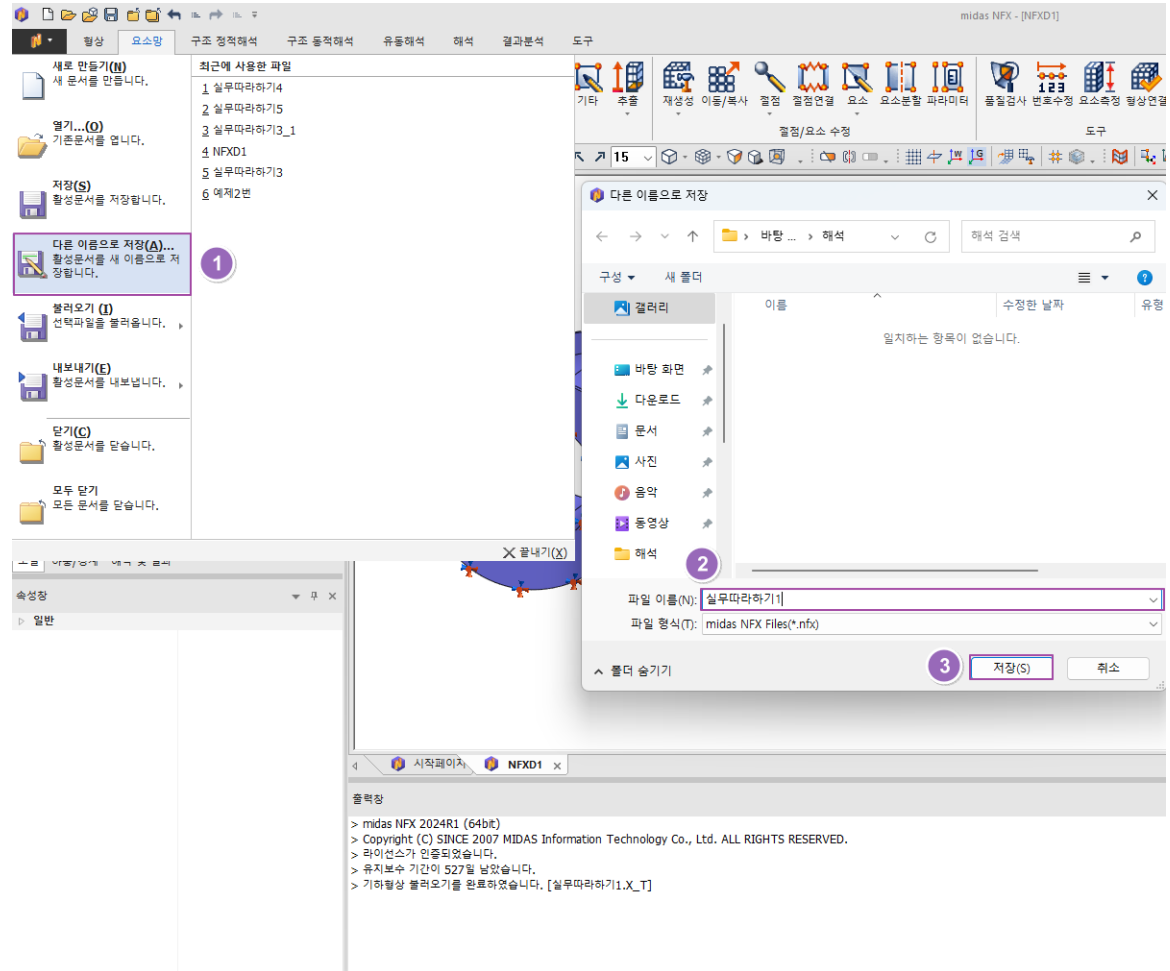 midas NFX - [NFXD1]
형상 요소망 구조 정적해석 구조 동적해석 유동해석 해석 결과분석 도구
새로 만들기(N)
새 문서를 만듭니다.
열기...(O)
기존문서를 엽니다.
저장(S)
활성문서를 저장합니다.
다른 이름으로 저장(A)...
활성문서를 새 이름으로 저
장합니다.
불러오기 (I)
선택파일을 불러옵니다.
내보내기(E)
활성문서를 내보냅니다.
닫기(C)
활성문서를 닫습니다.
모두 닫기
모든 문서를 닫습니다.
최근에 사용한 파일
1 실무따라하기4
2 실무따라하기5
3 실무따라하기3_1
4 NFXD1
5 실무따라하기3
6 예제2번
끝내기(X)
1
기타 추출 재생성 이동/복사 절점 절점연결 요소 요소분할 파라미터 품질검사 번호수정 요소측정 형상연결
절점/요소 수정 도구
15
다른 이름으로 저장
바탕 ... 해석
해석 검색
구성 새 폴더
갤러리
바탕 화면
다운로드
문서
사진
음악
동영상
해석
이름 수정한 날짜 유형
일치하는 항목이 없습니다.
2
파일 이름(N): 실무따라하기1
파일 형식(T): midas NFX Files(*.nfx)
폴더 숨기기
3
저장(S) 취소
속성창
일반
시작페이지 NFXD1
출력창
> midas NFX 2024R1 (64bit)
> Copyright (C) SINCE 2007 MIDAS Information Technology Co., Ltd. ALL RIGHTS RESERVED.
> 라이선스가 인증되었습니다.
> 유지보수 기간이 527일 남았습니다.
> 기하형상 불러오기를 완료하였습니다. [실무따라하기1.X_T]